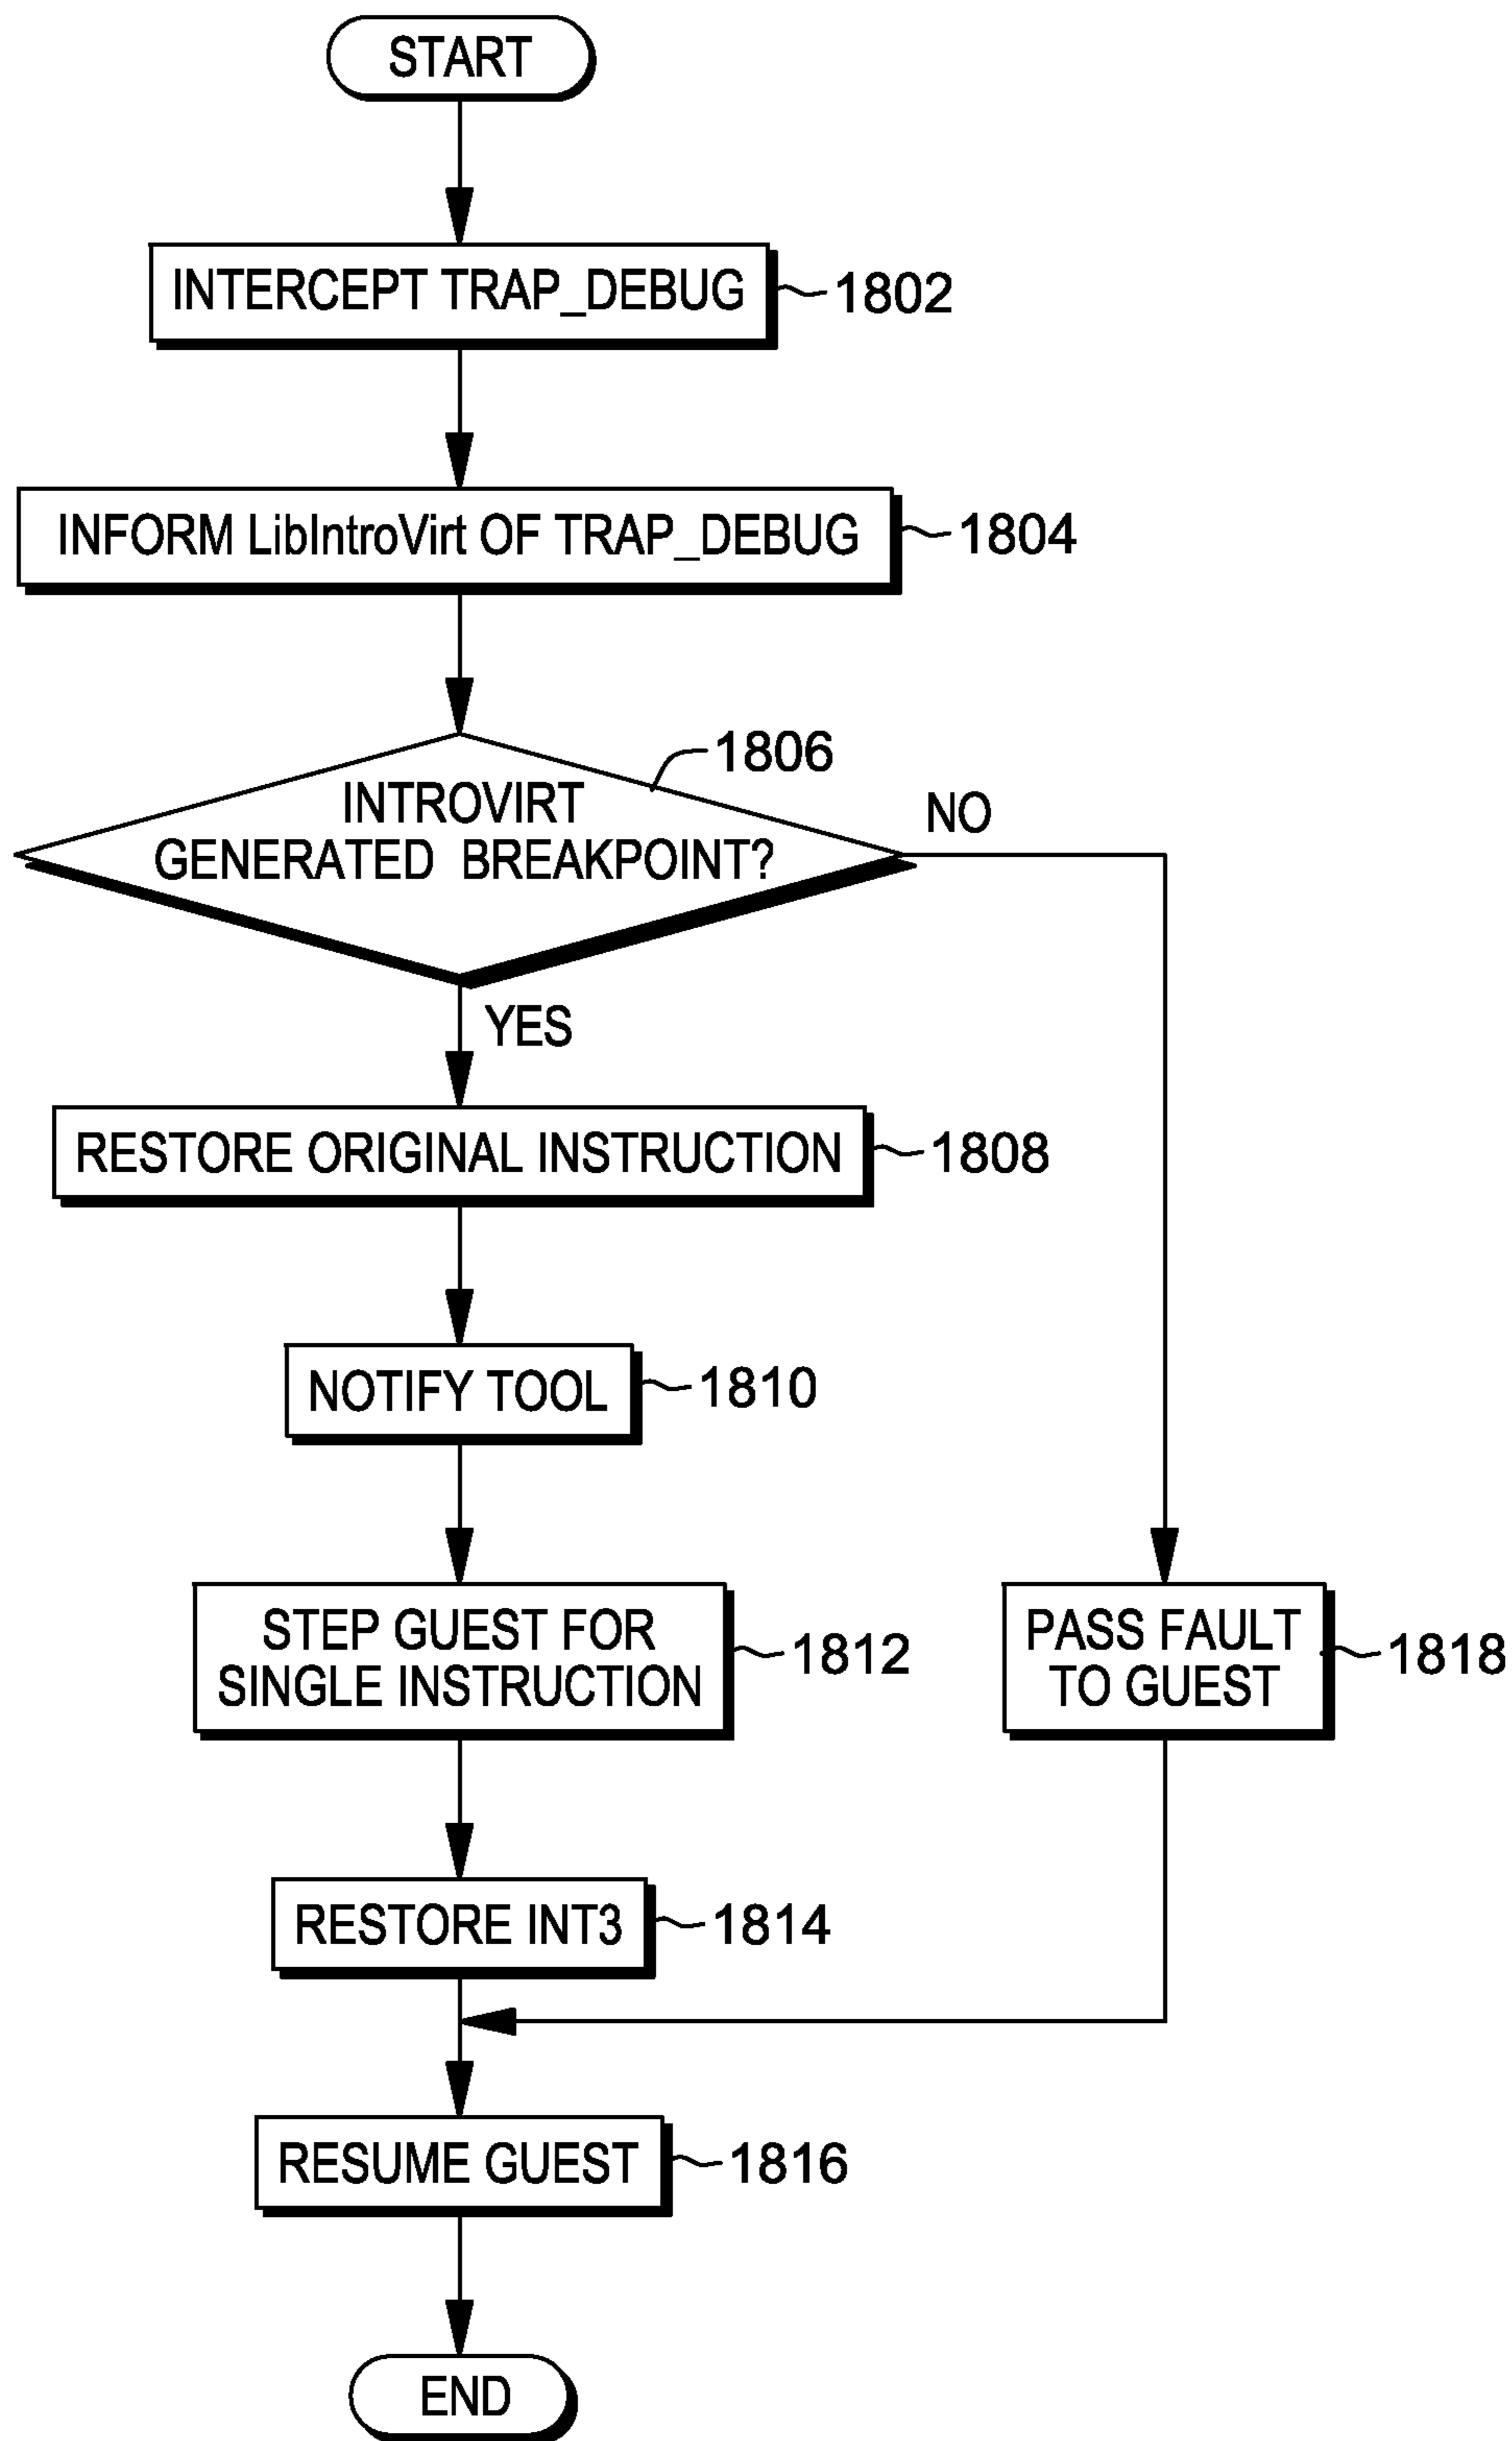 START
INTERCEPT TRAP_DEBUG
1802
INFORM LibIntroVirt OF TRAP_DEBUG
1804
1806
INTROVIRT
GENERATED BREAKPOINT?
NO
YES
RESTORE ORIGINAL INSTRUCTION
1808
NOTIFY TOOL
1810
STEP GUEST FOR
SINGLE INSTRUCTION
1812
PASS FAULT
TO GUEST
1818
RESTORE INT3
1814
RESUME GUEST
1816
END